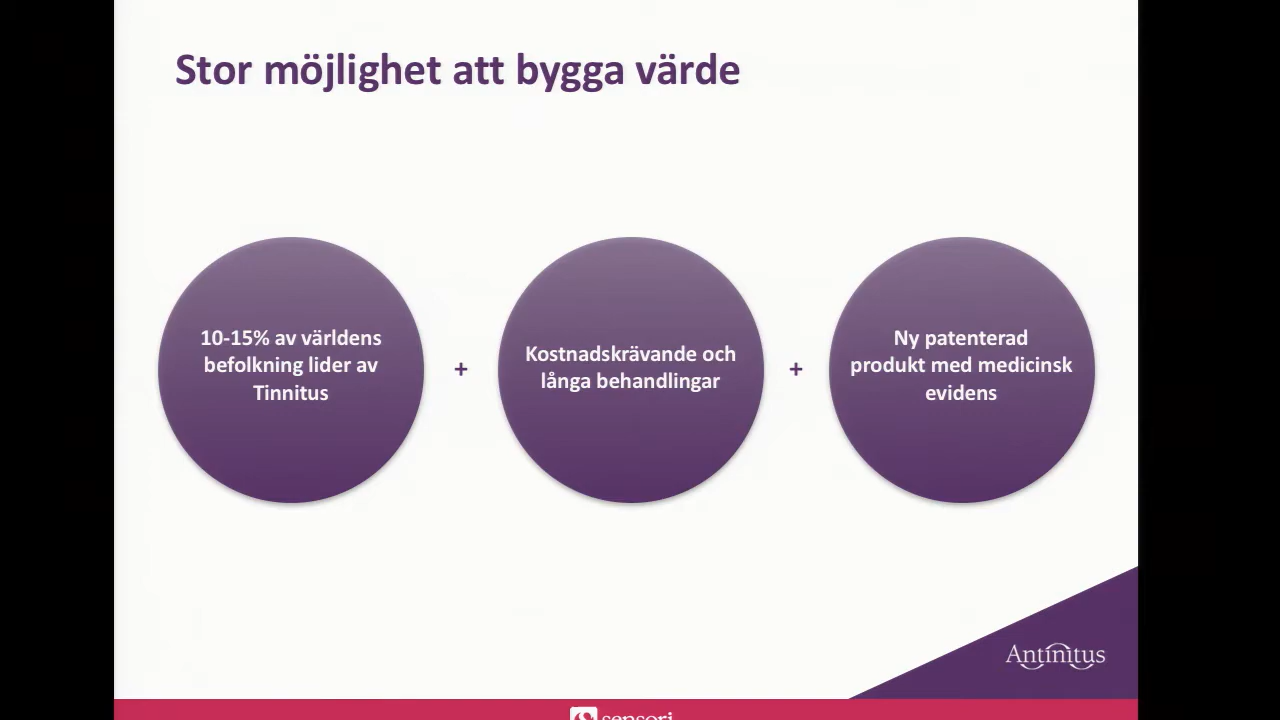 Stor möjlighet att bygga värde
10-15% av världens
befolkning lider av
Tinnitus
+
Kostnadskrävande och
långa behandlingar
+
Ny patenterad
produkt med medicinsk
evidens
Antinitus
sensori